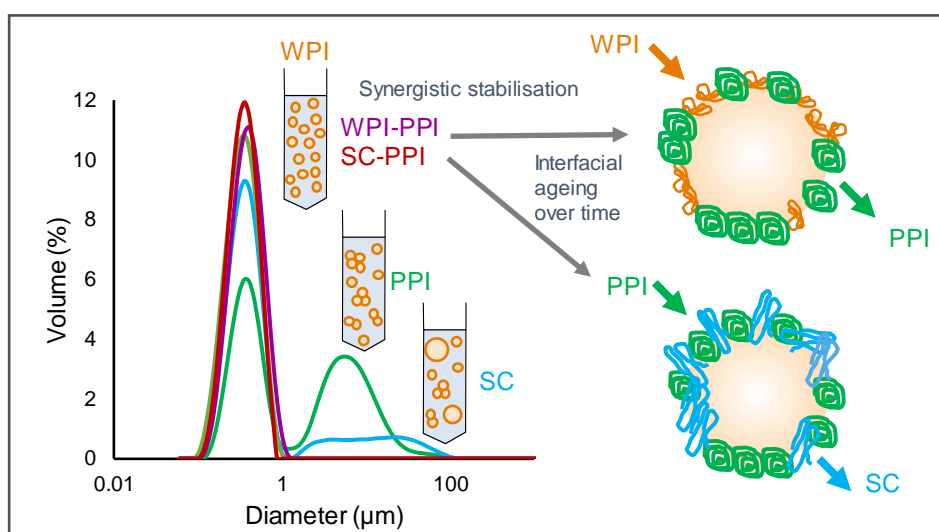 WPI
Synergistic stabilisation
WPI-PPI
SC-PPI
Interfacial
ageing
over time
WPI
PPI
PPI
SC
PPI
SC
12
10
8
6
4
2
0
Volume (%)
0.01
1
100
Diameter (µm)